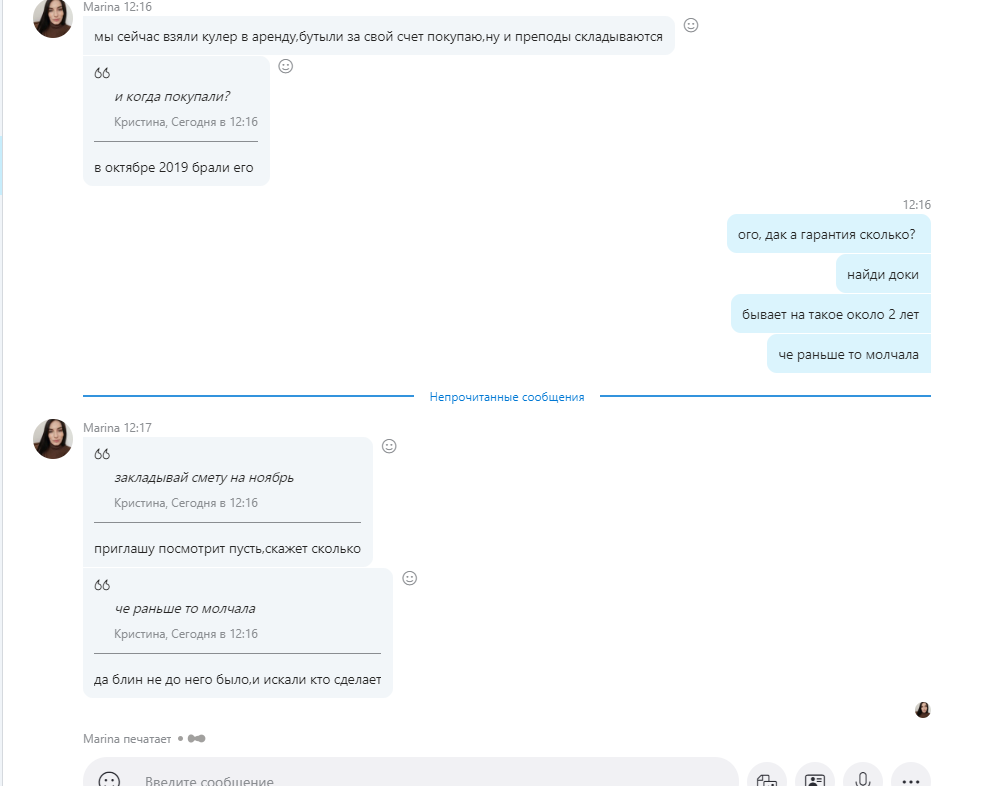 Marina 12:16
мы сейчас взяли кулер в аренду,бутыли за свой счет покупаю,ну и преподы складываются
и когда покупали?
Кристина, Сегодня в 12:16
в октябре 2019 брали его
12:16
ого, дак а гарантия сколько?
найди доки
бывает на такое около 2 лет
че раньше то молчала
Непрочитанные сообщения
Marina 12:17
закладывай смету на ноябрь
Кристина, Сегодня в 12:16
приглашу посмотрит пусть,скажет сколько
че раньше то молчала
Кристина, Сегодня в 12:16
да блин не до него было,и искали кто сделает
Marina печатает
Введите сообщение